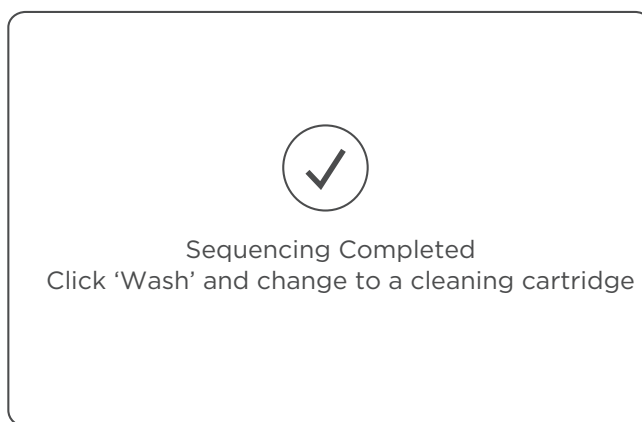 Sequencing Completed
Click ‘Wash’ and change to a cleaning cartridge